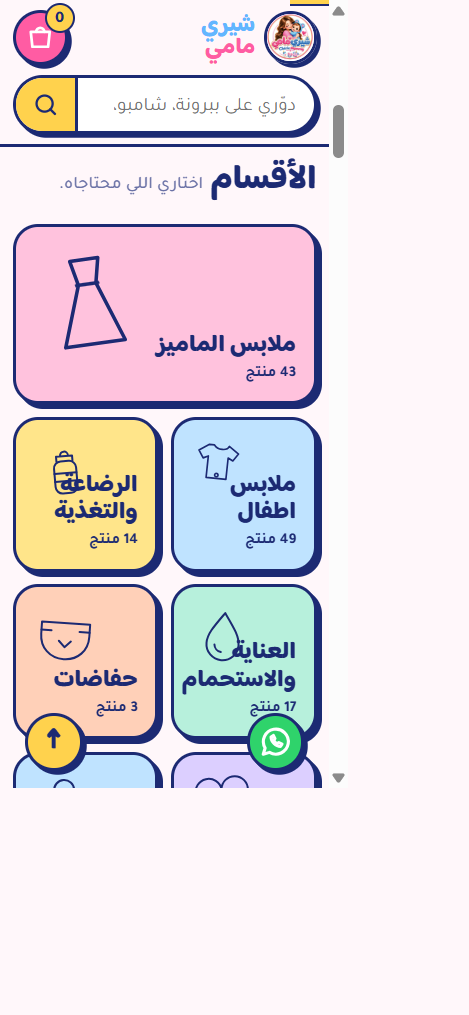 0
شيري
مامي
دوّري على ببرونة، شامبو،
الأقسام اختاري اللي محتاجاه.
ملابس الماميز
43 منتج
ملابس
اطفال
49 منتج
الرضاعة
والتغذية
14 منتج
العناية
والاستحمام
17 منتج
حفاضات
3 منتج